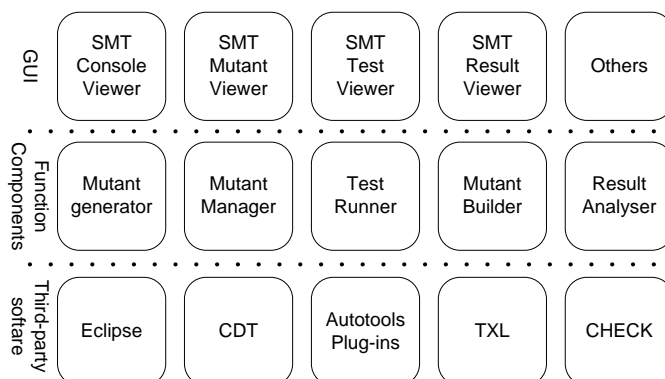 GUI
SMT
Console
Viewer
SMT
Mutant
Viewer
SMT
Test
Viewer
SMT
Result
Viewer
Others
Function
Components
Mutant
generator
Mutant
Manager
Test
Runner
Mutant
Builder
Result
Analyser
Third-party
softare
Eclipse
CDT
Autotools
Plug-ins
TXL
CHECK